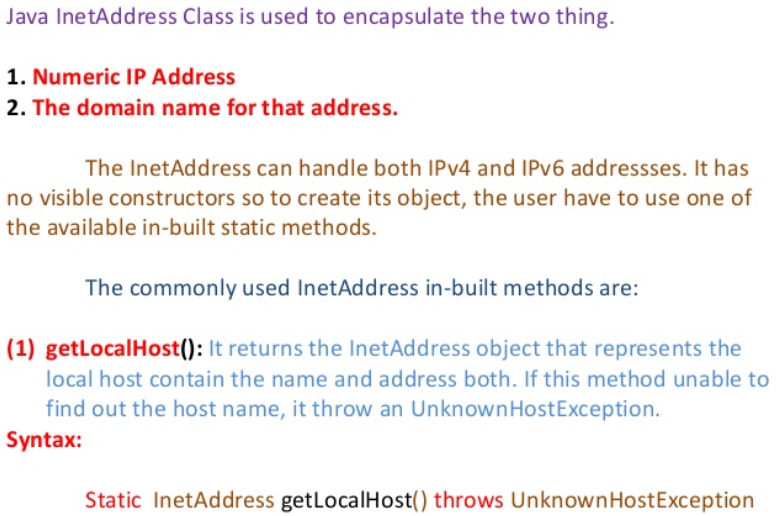 Java InetAddress Class is used to encapsulate the two thing.
1. Numeric IP Address
2. The domain name for that address.
The InetAddress can handle both IPv4 and IPv6 addressses. It has
no visible constructors so to create its object, the user have to use one of
the available in-built static methods.
The commonly used InetAddress in-built methods are:
(1) getLocalHost(): It returns the InetAddress object that represents the
local host contain the name and address both. If this method unable to
find out the host name, it throw an UnknownHostException.
Syntax:
Static InetAddress getLocalHost() throws UnknownHostException